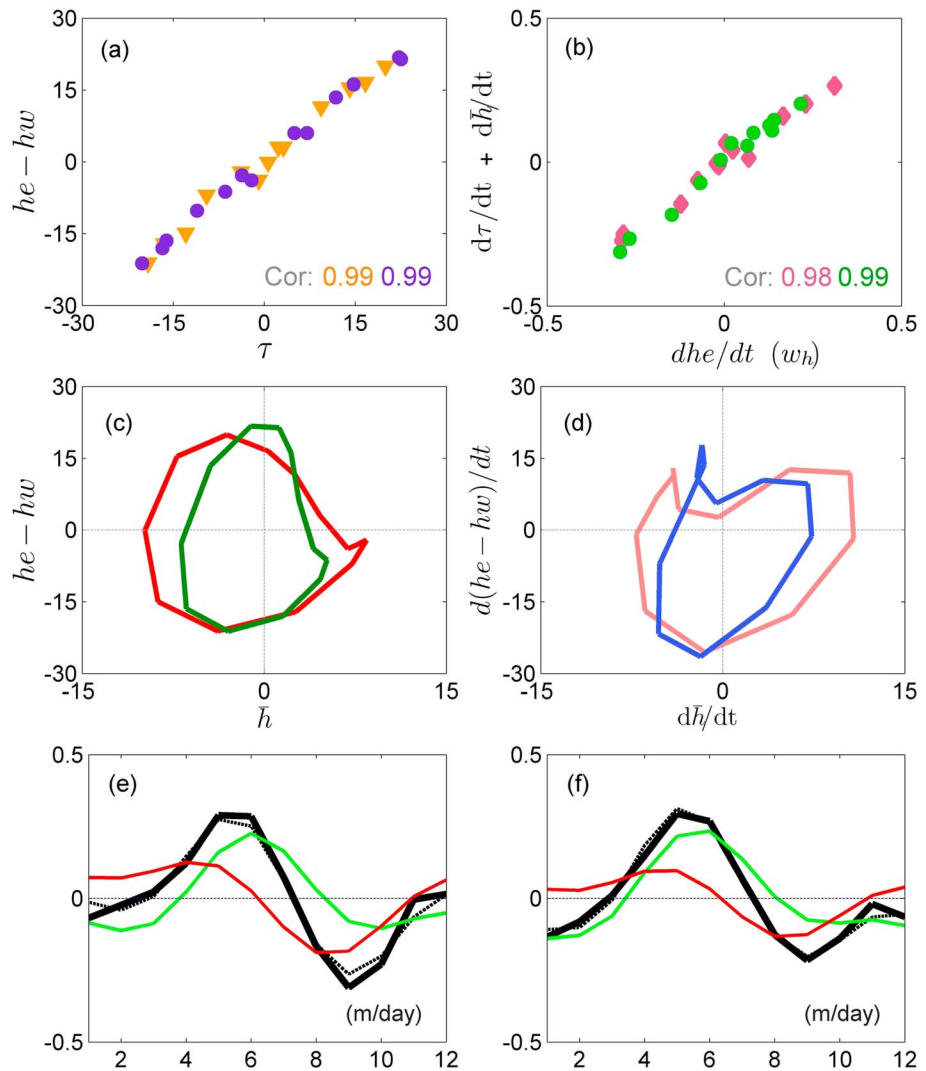 (a)
he − hw
30
15
0
-15
-30
-30 -15 0 15 30
τ
Cor: 0.99 0.99
(b)
dτ/dt + dh̄/dt
0.5
0
-0.5
-0.5 0 0.5
dhe/dt (wₕ)
Cor: 0.98 0.99
(c)
he − hw
30
15
0
-15
-30
-15 0 15
h̄
(d)
d(he − hw)/dt
30
15
0
-15
-30
-15 0 15
dh̄/dt
(e)
0.5
0
-0.5
(m/day)
2 4 6 8 10 12
(f)
0.5
0
-0.5
(m/day)
2 4 6 8 10 12